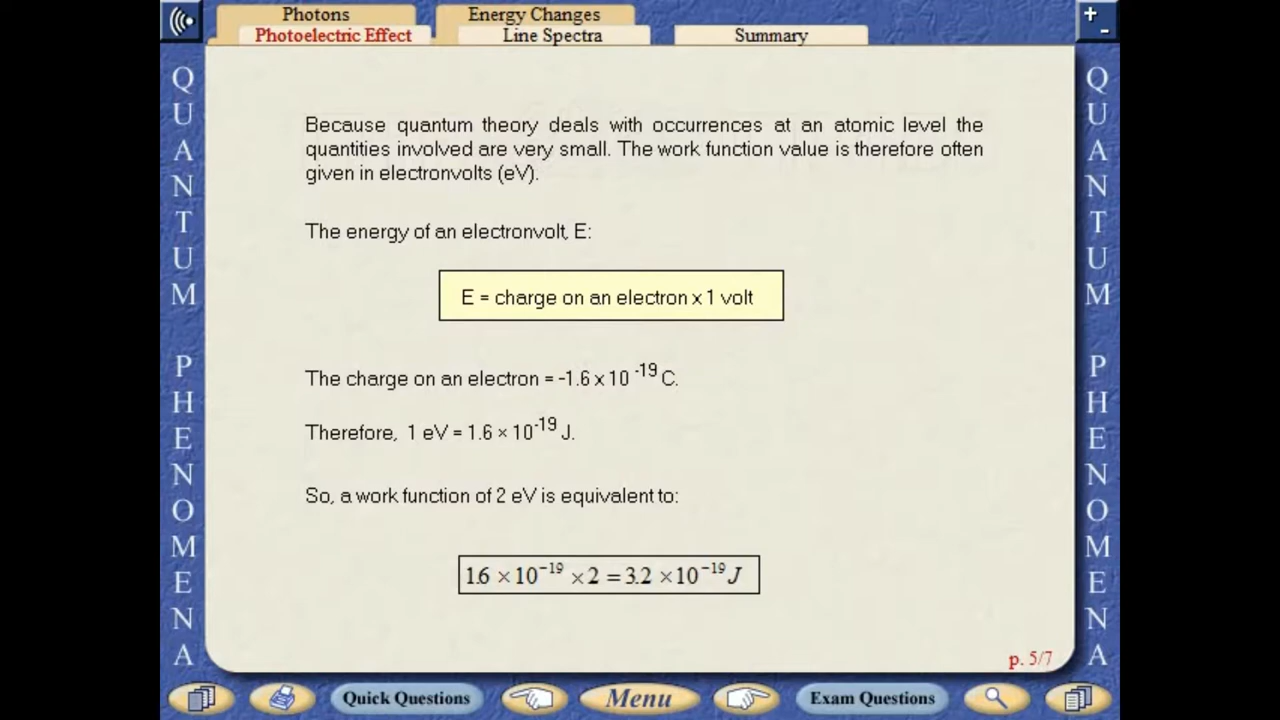 Photons
Energy Changes
+
-
Photoelectric Effect
Line Spectra
Summary
QUANTUM PHENOMENA
QUANTUM PHENOMENA
Because quantum theory deals with occurrences at an atomic level the
quantities involved are very small. The work function value is therefore often
given in electronvolts (eV).
The energy of an electronvolt, E:
E = charge on an electron x 1 volt
The charge on an electron = -1.6 x 10 ⁻¹⁹ C.
Therefore, 1 eV = 1.6 × 10⁻¹⁹ J.
So, a work function of 2 eV is equivalent to:
1.6 × 10⁻¹⁹ × 2 = 3.2 × 10⁻¹⁹ J
p. 5/7
Quick Questions
Menu
Exam Questions